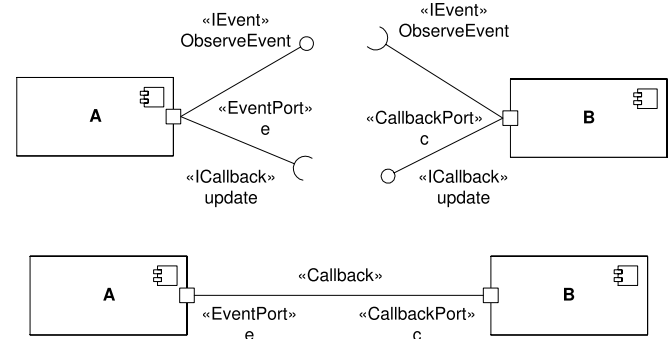 «IEvent»
ObserveEvent
«IEvent»
ObserveEvent
A
«EventPort»
e
«CallbackPort»
c
B
«ICallback»
update
«ICallback»
update
A
«Callback»
B
«EventPort»
e
«CallbackPort»
c